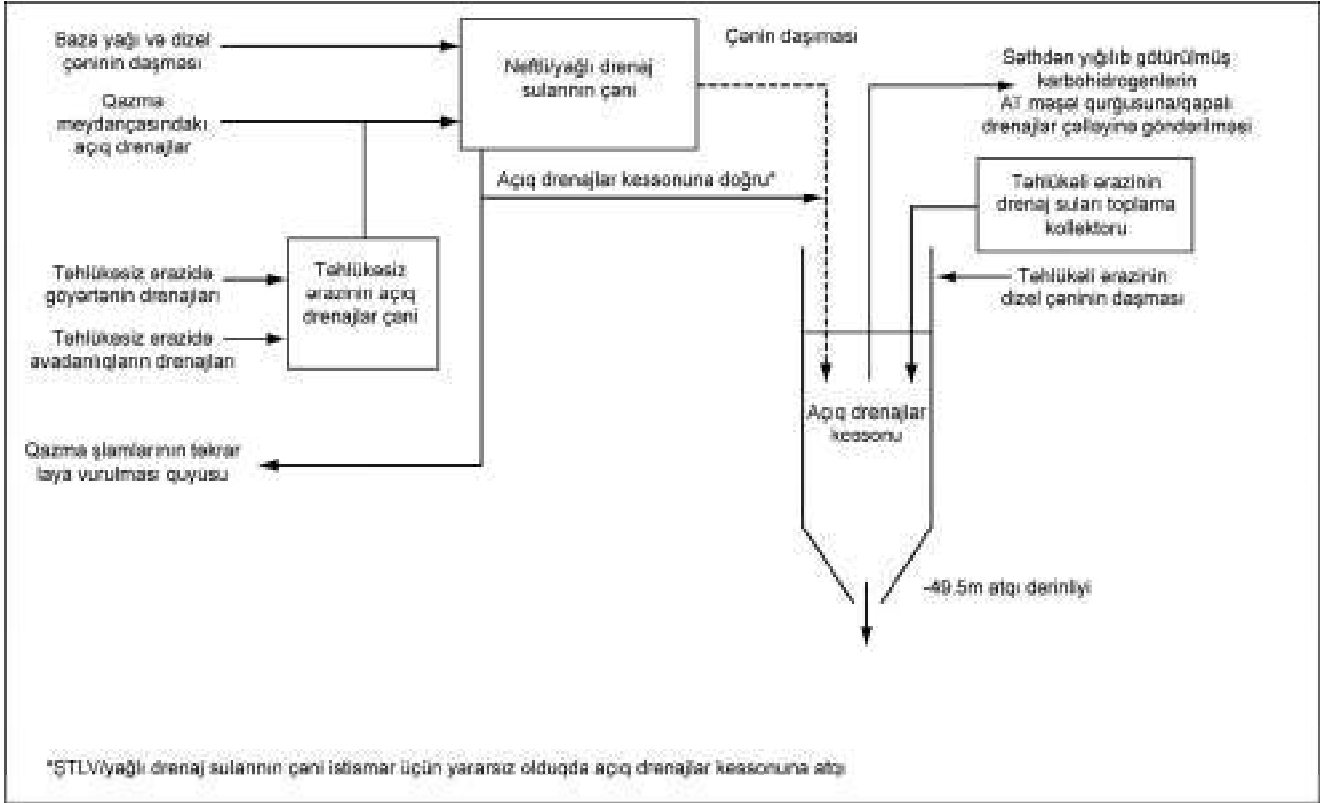 Baza yağı və dizel
çəninin daşması
Qazma
meydançasındakı
açıq drenajlar
Neftli/yağlı drenaj
sularının çəni
Çənin daşıması
Səthdən yığılıb götürülmüş
karbohidrogenlərin
AT məşəl qurğusuna/qapalı
drenajlar çəlləyinə göndərilməsi
Açıq drenajlar kessonuna doğru*
Təhlükəli ərazinin
drenaj suları toplama
kollektoru
Təhlükəsiz ərazidə
göyərtənin drenajları
Təhlükəsiz ərazidə
avadanlıqların drenajları
Təhlükəsiz
ərazinin açıq
drenajlar çəni
Təhlükəli ərazinin
dizel çəninin daşması
Açıq drenajlar
kessonu
Qazma şlamlarının təkrar
laya vurulması quyusu
-49.5m atqı dərinliyi
*ŞTLV/yağlı drenaj sularının çəni istismar üçün yararsız olduqda açıq drenajlar kessonuna atqı